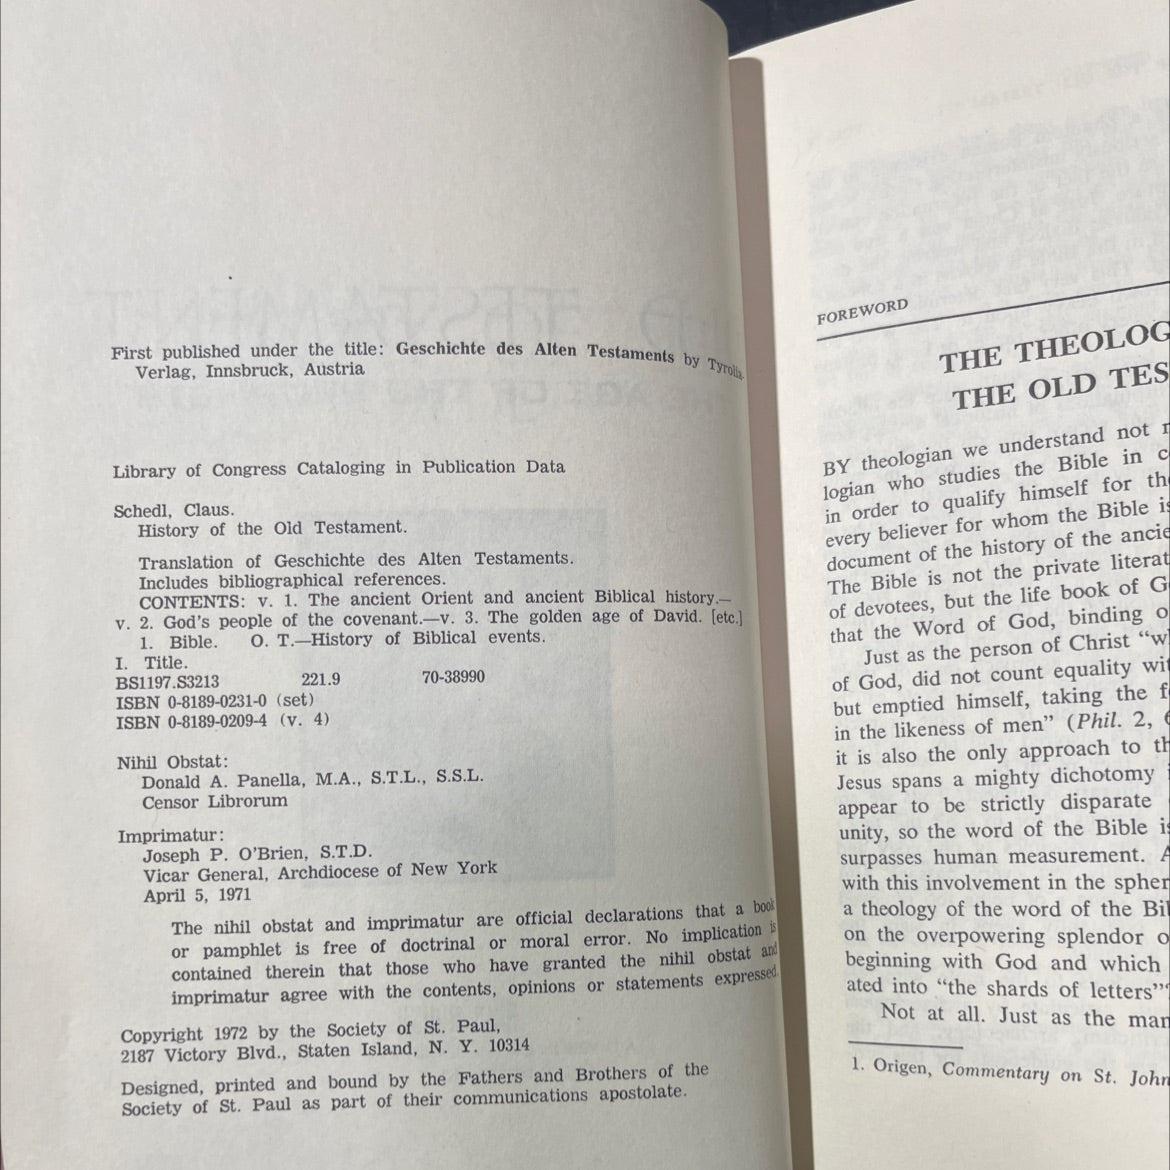 First published under the title: Geschichte des Alten Testaments by Tyrolia-
Verlag, Innsbruck, Austria
Library of Congress Cataloging in Publication Data
Schedl, Claus.
History of the Old Testament.
Translation of Geschichte des Alten Testaments.
Includes bibliographical references.
CONTENTS: v. 1. The ancient Orient and ancient Biblical history.—
v. 2. God's people of the covenant.—v. 3. The golden age of David. [etc.]
1. Bible. O. T.—History of Biblical events.
I. Title.
BS1197.S3213 221.9 70-38990
ISBN 0-8189-0231-0 (set)
ISBN 0-8189-0209-4 (v. 4)
Nihil Obstat:
Donald A. Panella, M.A., S.T.L., S.S.L.
Censor Librorum
Imprimatur:
Joseph P. O'Brien, S.T.D.
Vicar General, Archdiocese of New York
April 5, 1971
The nihil obstat and imprimatur are official declarations that a book
or pamphlet is free of doctrinal or moral error. No implication is
contained therein that those who have granted the nihil obstat and
imprimatur agree with the contents, opinions or statements expressed.
Copyright 1972 by the Society of St. Paul,
2187 Victory Blvd., Staten Island, N. Y. 10314
Designed, printed and bound by the Fathers and Brothers of the
Society of St. Paul as part of their communications apostolate.
FOREWORD
THE THEOLOG
THE OLD TES
BY theologian we understand not
logian who studies the Bible in
in order to qualify himself for
every believer for whom the Bible
document of the history of the
The Bible is not the private
of devotees, but the life book of
that the Word of God, binding
Just as the person of Christ
of God, did not count equality
but emptied himself, taking the
in the likeness of men" (Phil. 2,
it is also the only approach to
Jesus spans a mighty dichotomy
appear to be strictly disparate
unity, so the word of the Bible
surpasses human measurement.
with this involvement in the
a theology of the word of the
on the overpowering splendor
beginning with God and which
ated into "the shards of letters"
Not at all. Just as the
1. Origen, Commentary on St. John